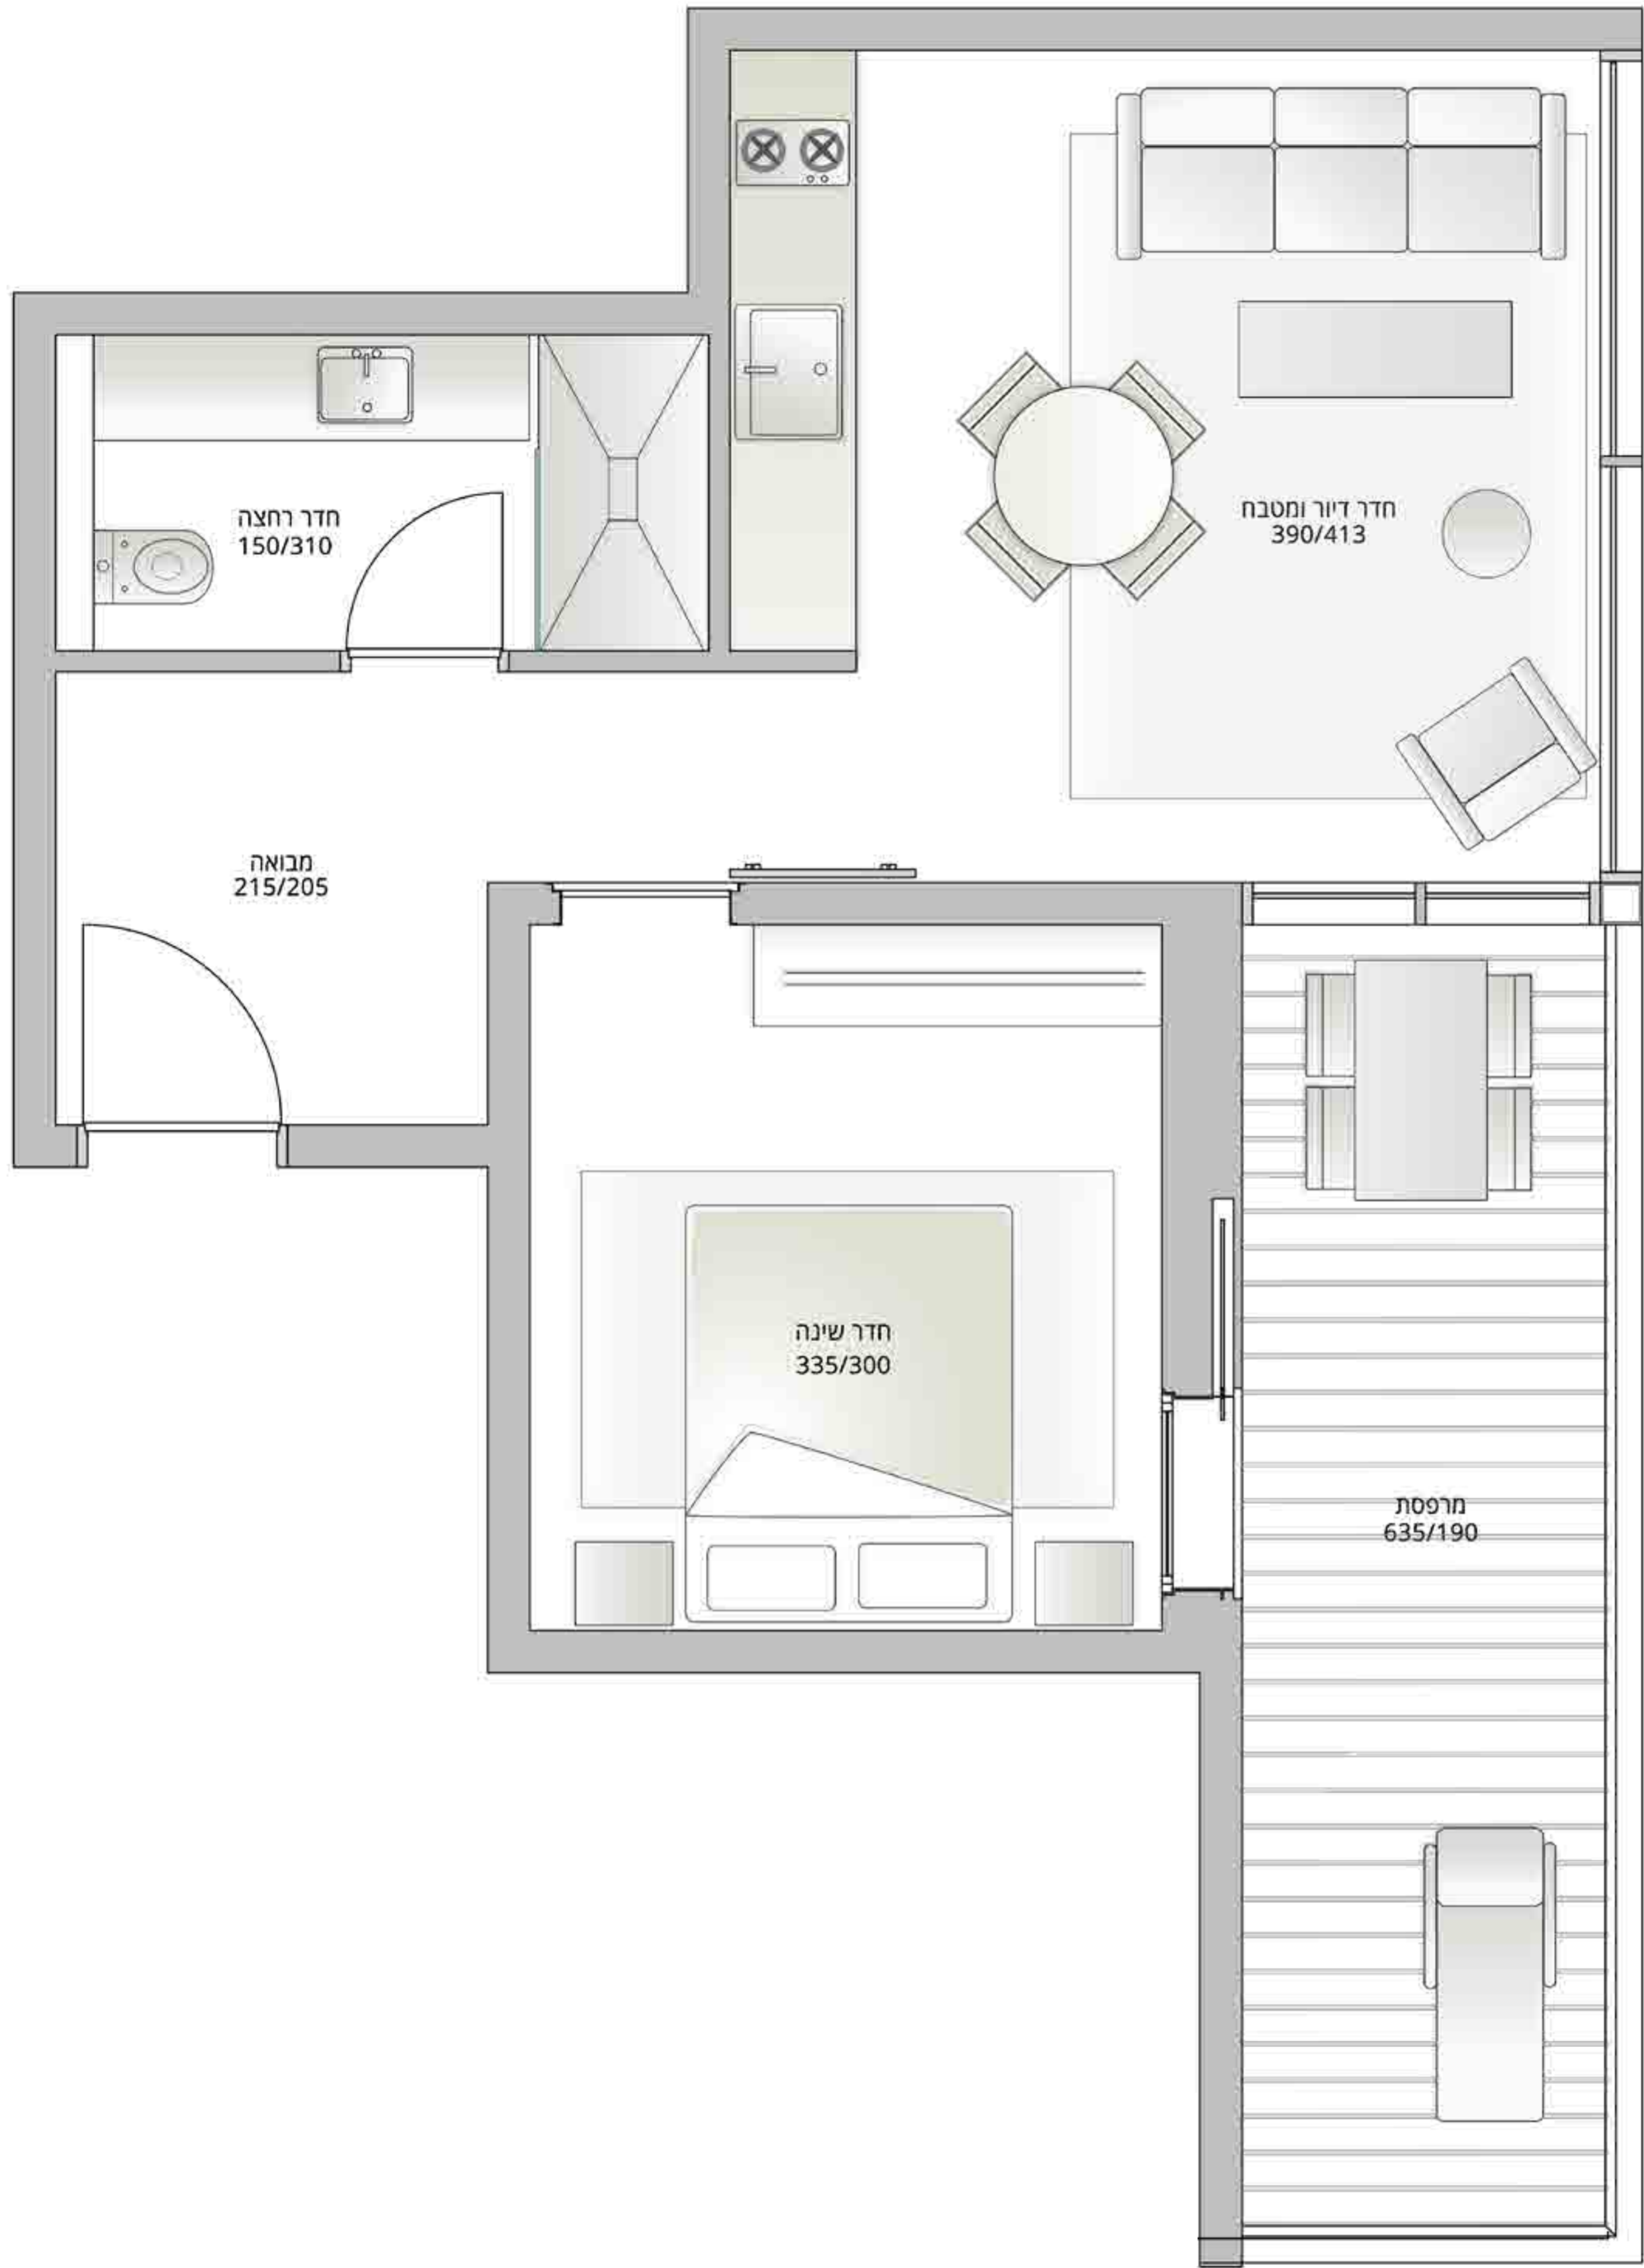 חדר דיור ומטבח
390/413
חדר רחצה
150/310
מבואה
215/205
חדר שינה
335/300
מרפסת
635/190